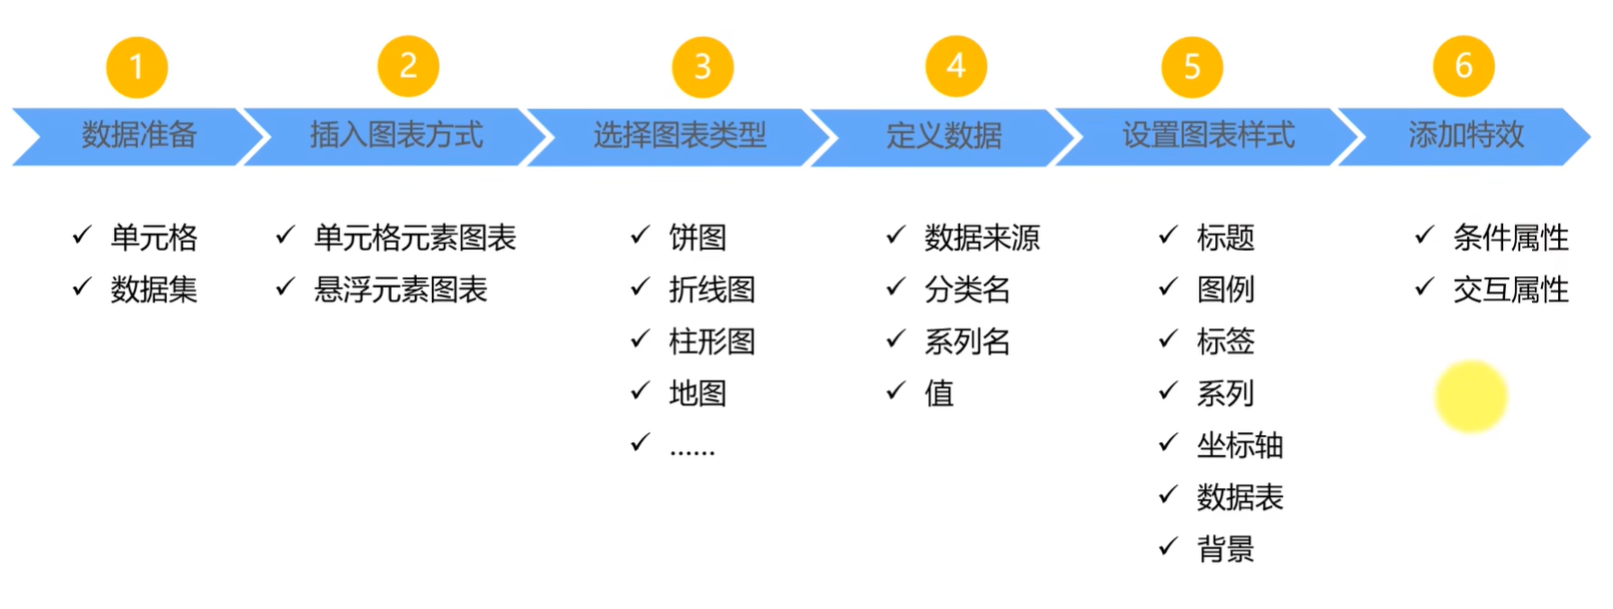 1
数据准备
单元格
数据集
2
插入图表方式
单元格元素图表
悬浮元素图表
3
选择图表类型
饼图
折线图
柱形图
地图
......
4
定义数据
数据来源
分类名
系列名
值
5
设置图表样式
标题
图例
标签
系列
坐标轴
数据表
背景
6
添加特效
条件属性
交互属性